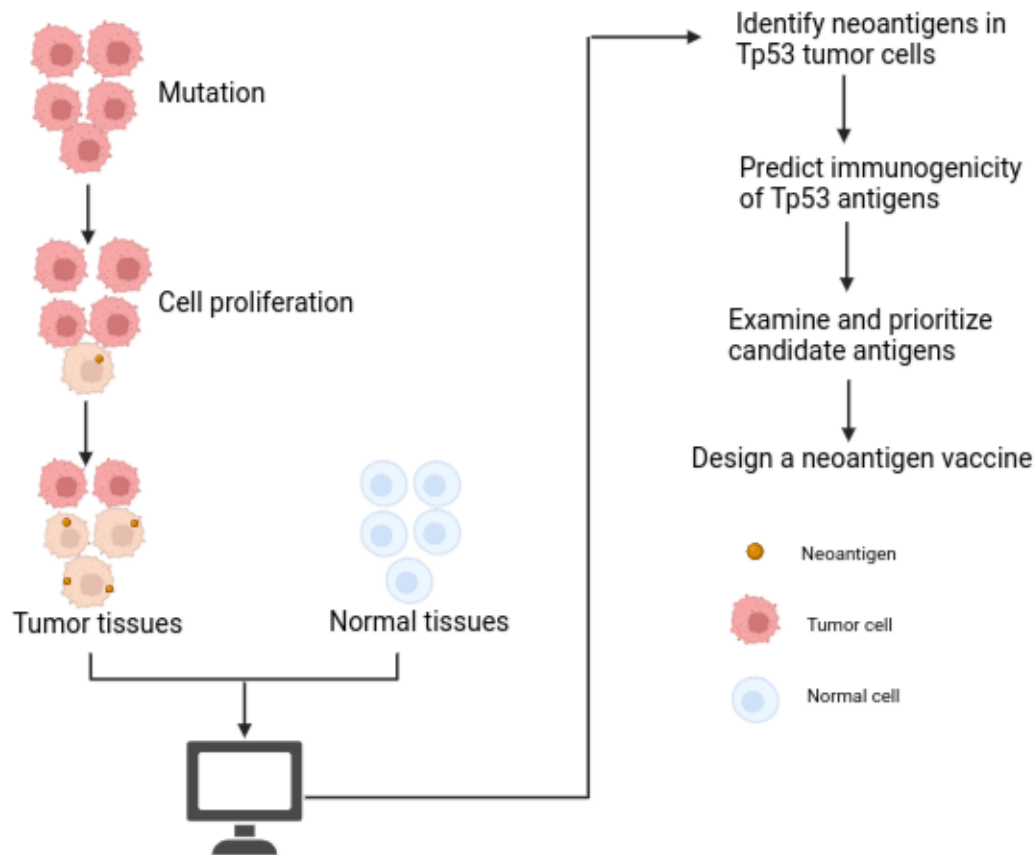 Mutation
Cell proliferation
Tumor tissues
Normal tissues
Identify neoantigens in
Tp53 tumor cells
Predict immunogenicity
of Tp53 antigens
Examine and prioritize
candidate antigens
Design a neoantigen vaccine
Neoantigen
Tumor cell
Normal cell